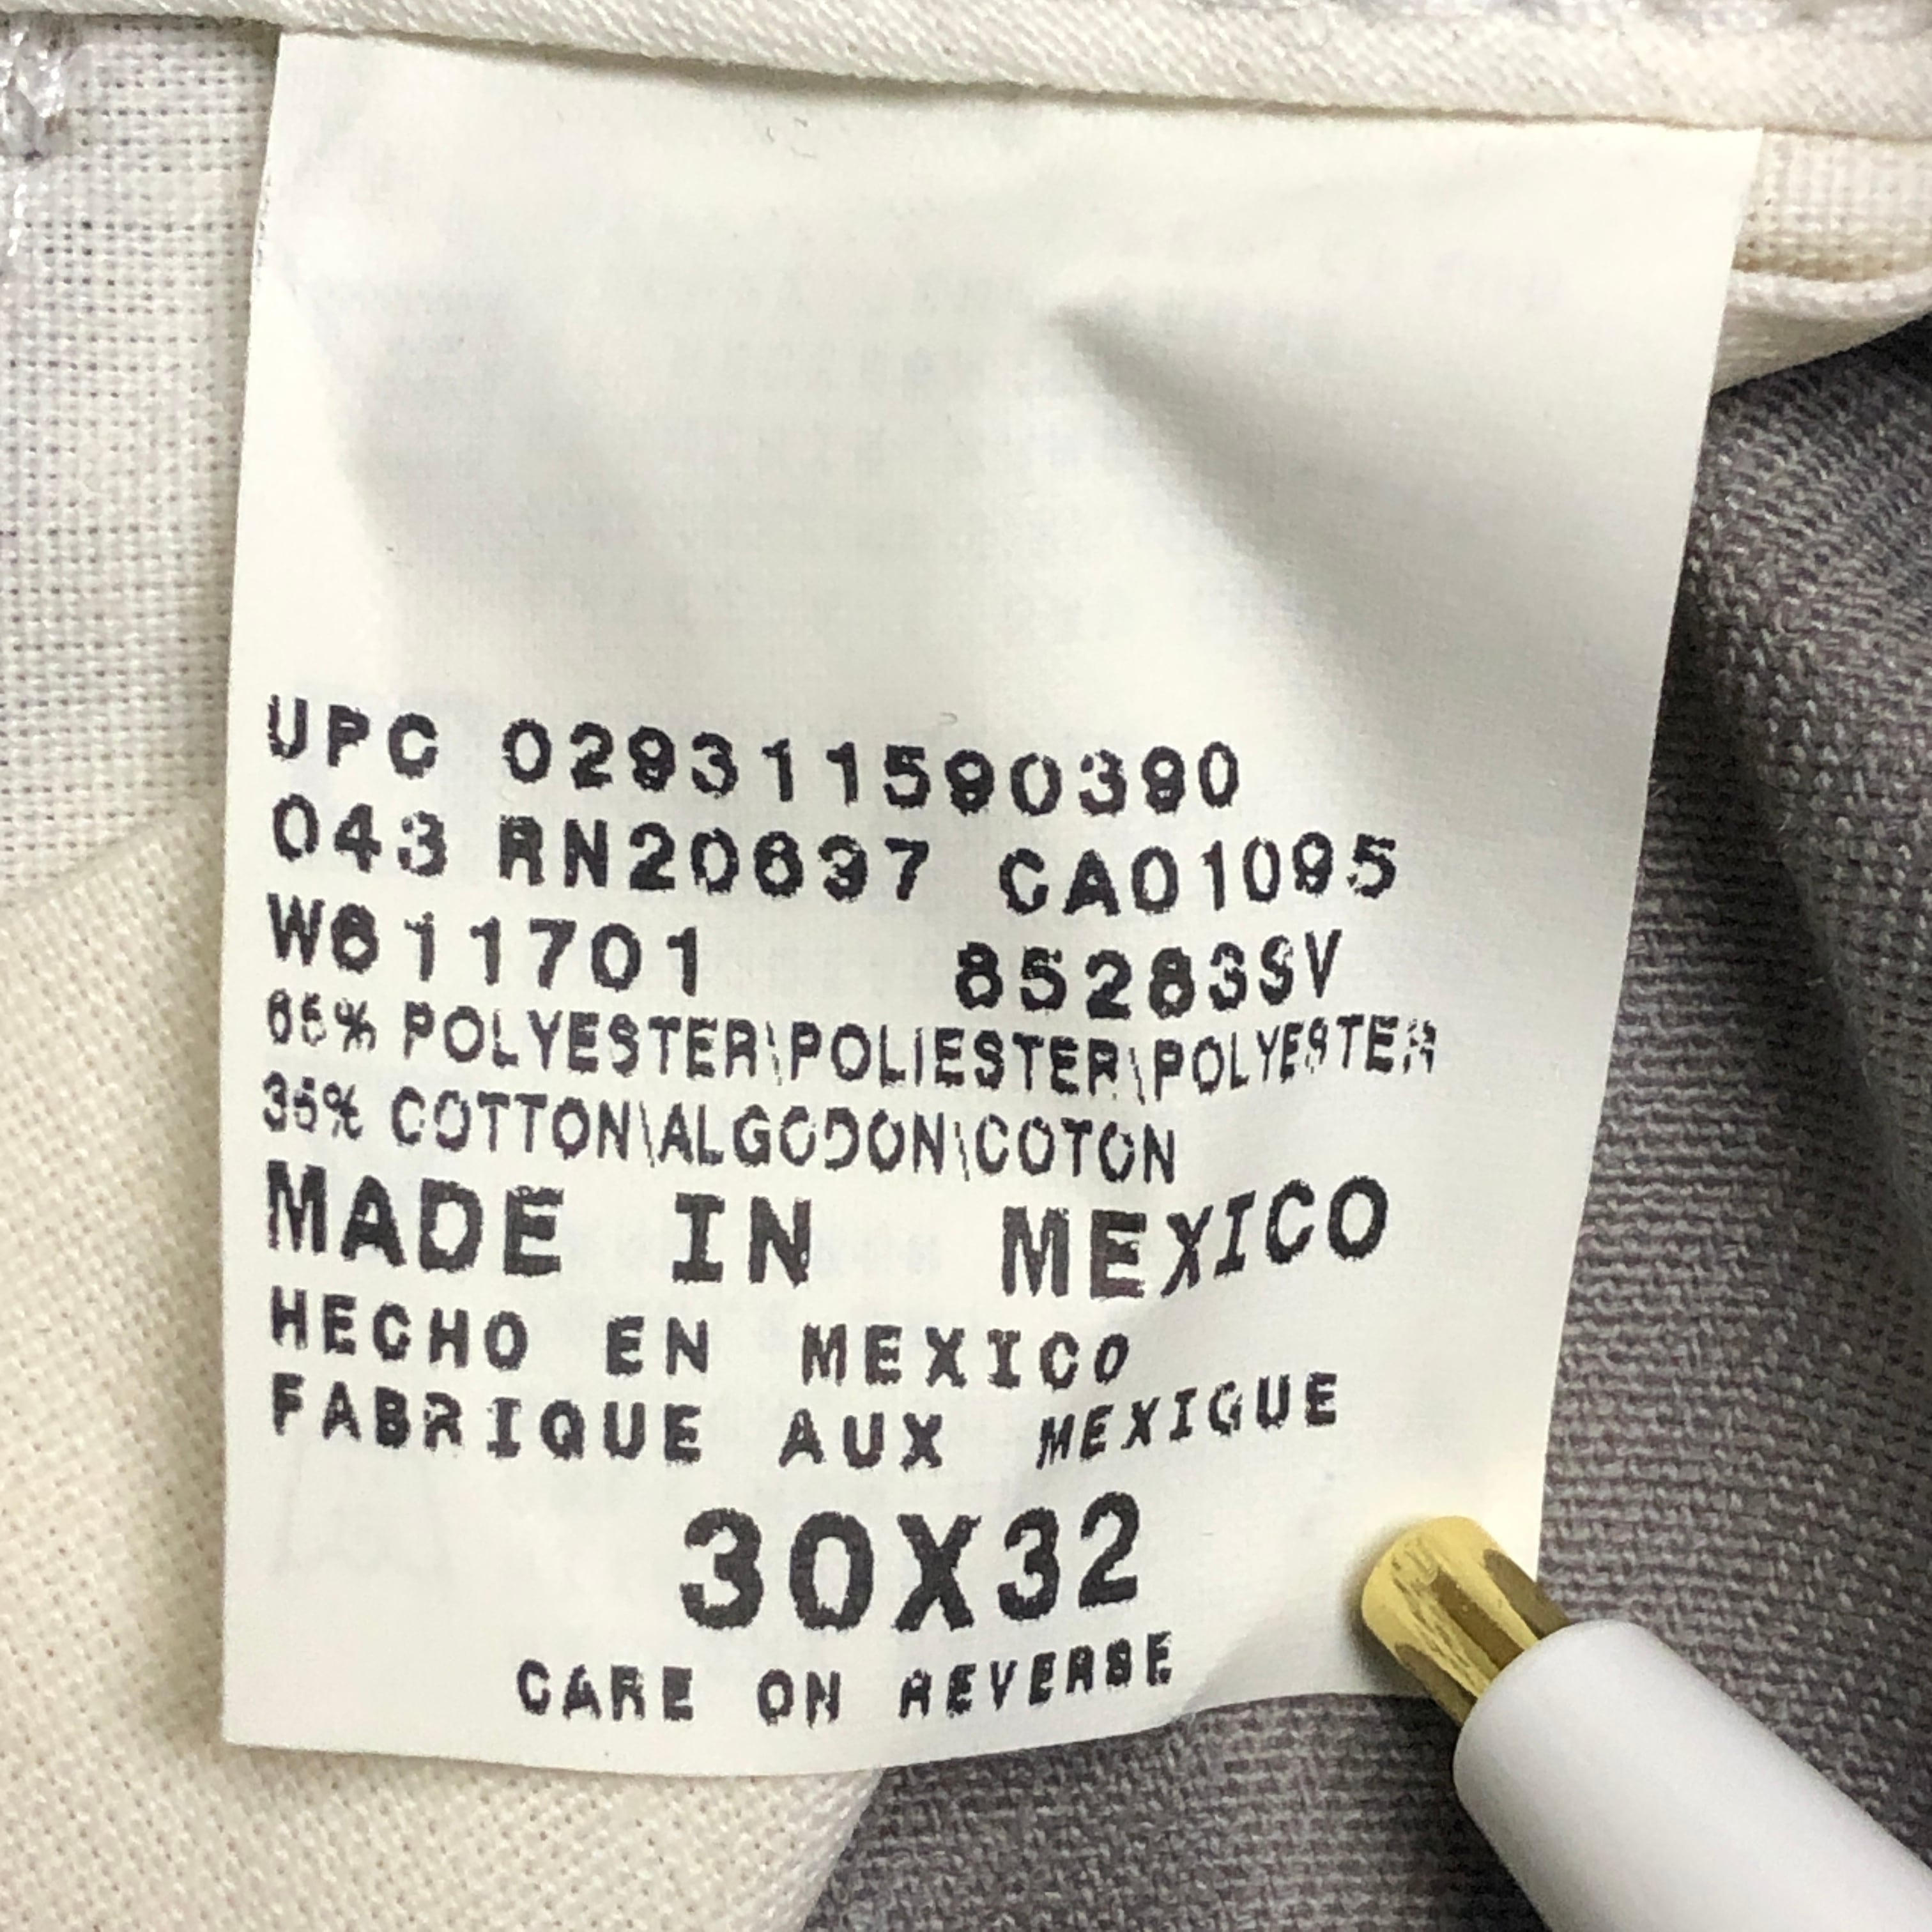 UPC 029311590390
043 RN20697 CA01095
W611701 85283SV
65% POLYESTER\POLIESTER\POLYESTER
35% COTTON\ALGODON\COTON
MADE IN MEXICO
HECHO EN MEXICO
FABRIQUE AUX MEXIQUE
30X32
CARE ON REVERSE